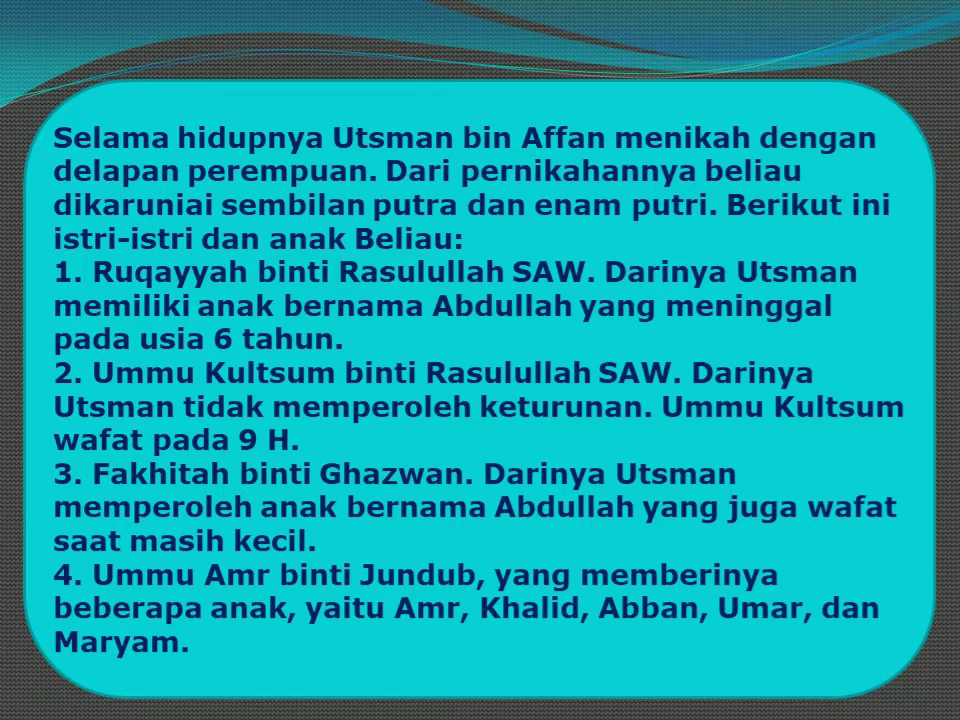 Selama hidupnya Utsman bin Affan menikah dengan
delapan perempuan. Dari pernikahannya beliau
dikaruniai sembilan putra dan enam putri. Berikut ini
istri-istri dan anak Beliau:
1. Ruqayyah binti Rasulullah SAW. Darinya Utsman
memiliki anak bernama Abdullah yang meninggal
pada usia 6 tahun.
2. Ummu Kultsum binti Rasulullah SAW. Darinya
Utsman tidak memperoleh keturunan. Ummu Kultsum
wafat pada 9 H.
3. Fakhitah binti Ghazwan. Darinya Utsman
memperoleh anak bernama Abdullah yang juga wafat
saat masih kecil.
4. Ummu Amr binti Jundub, yang memberinya
beberapa anak, yaitu Amr, Khalid, Abban, Umar, dan
Maryam.